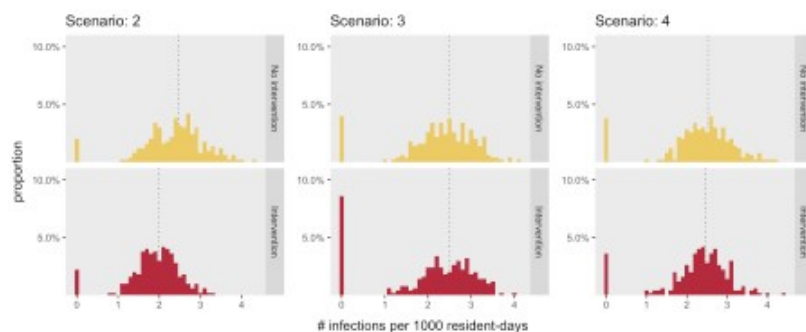 Scenario: 2
Scenario: 3
Scenario: 4
10.0%
10.0%
10.0%
5.0%
5.0%
5.0%
No intervention
No intervention
No intervention
proportion
10.0%
10.0%
10.0%
5.0%
5.0%
5.0%
Intervention
Intervention
Intervention
0 1 2 3 4
0 1 2 3 4
0 1 2 3 4
# infections per 1000 resident-days